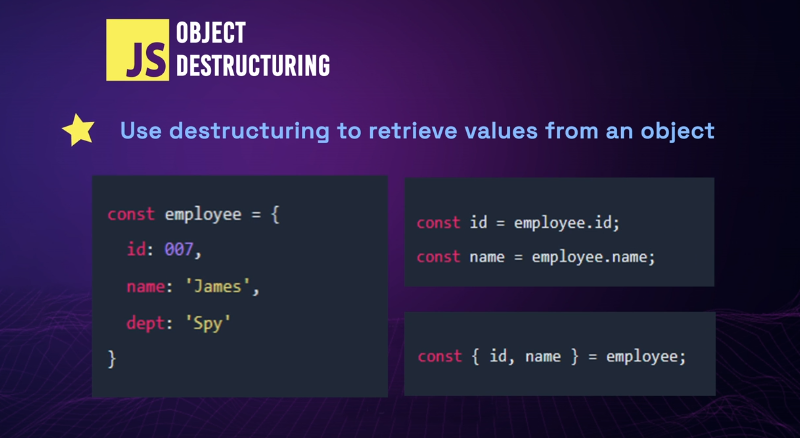 JS
OBJECT
DESTRUCTURING
Use destructuring to retrieve values from an object
const employee = {
  id: 007,
  name: 'James',
  dept: 'Spy'
}
const id = employee.id;
const name = employee.name;
const { id, name } = employee;